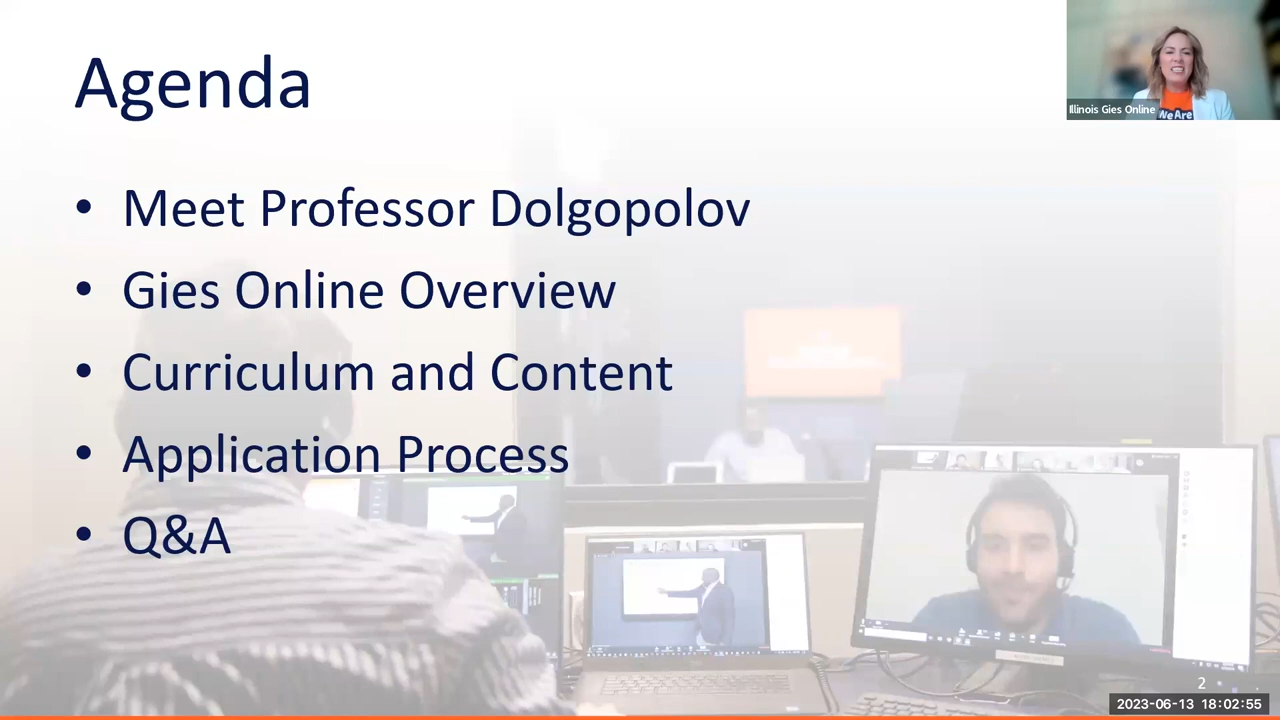 Agenda
Illinois Gies Online
We Are
• Meet Professor Dolgopolov
• Gies Online Overview
• Curriculum and Content
• Application Process
• Q&A
2
2023-06-13 18:02:55